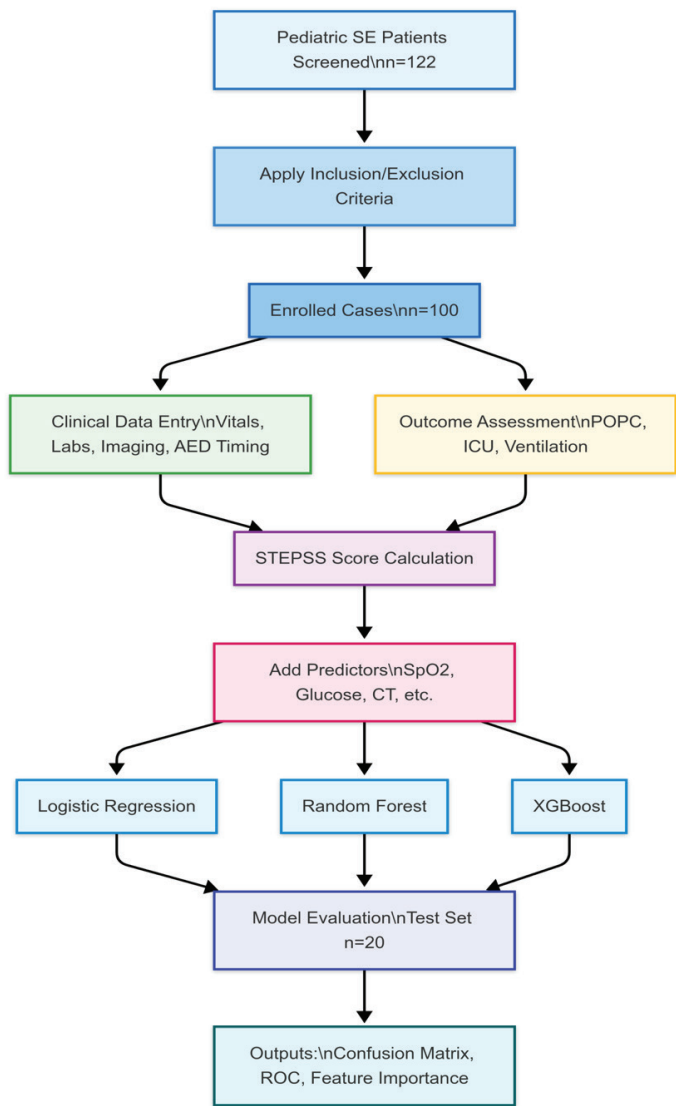 Pediatric SE Patients
Screened\nn=122
Apply Inclusion/Exclusion
Criteria
Enrolled Cases\nn=100
Clinical Data Entry\nVitals,
Labs, Imaging, AED Timing
Outcome Assessment\nPOPC,
ICU, Ventilation
STEPSS Score Calculation
Add Predictors\nSpO2,
Glucose, CT, etc.
Logistic Regression
Random Forest
XGBoost
Model Evaluation\nTest Set
n=20
Outputs:\nConfusion Matrix,
ROC, Feature Importance